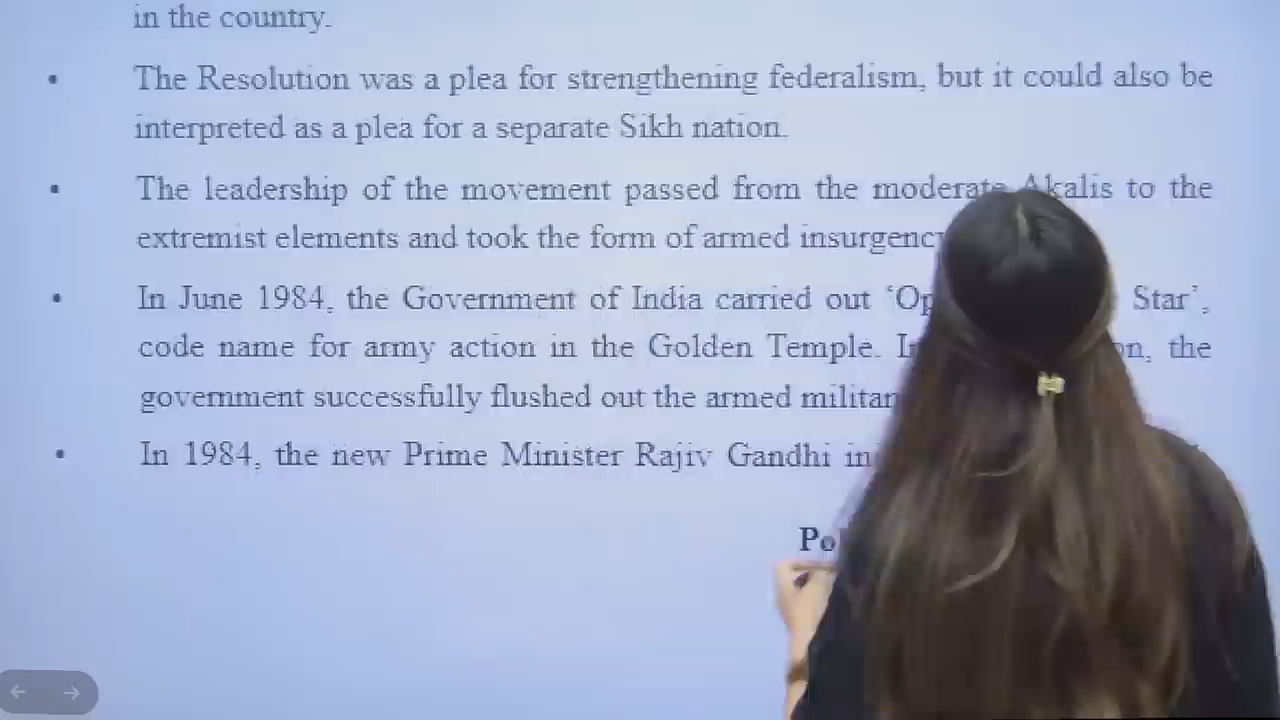 in the country.
• The Resolution was a plea for strengthening federalism, but it could also be
interpreted as a plea for a separate Sikh nation.
• The leadership of the movement passed from the moderate Akalis to the
extremist elements and took the form of armed insurgency
• In June 1984, the Government of India carried out ‘Op Star’,
code name for army action in the Golden Temple. In on, the
government successfully flushed out the armed militan
• In 1984, the new Prime Minister Rajiv Gandhi in
Po